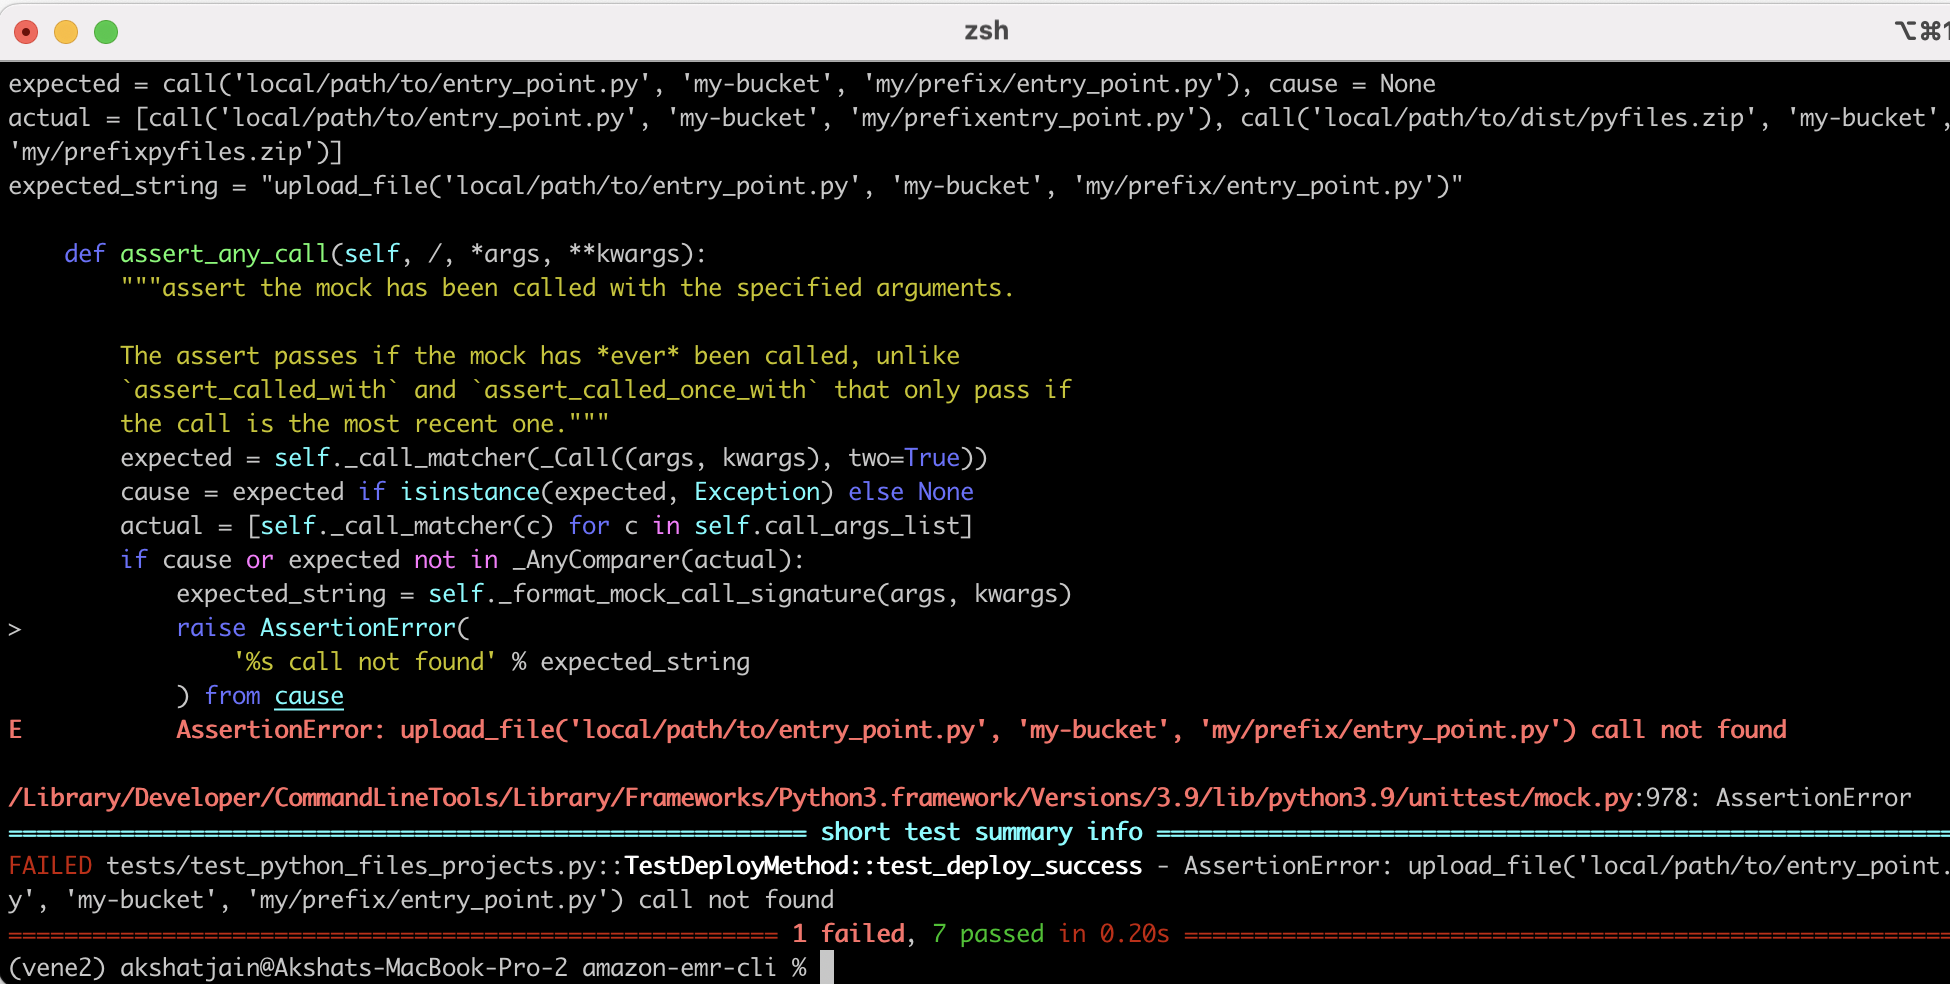 zsh
⌥⌘1
expected = call('local/path/to/entry_point.py', 'my-bucket', 'my/prefix/entry_point.py'), cause = None
actual = [call('local/path/to/entry_point.py', 'my-bucket', 'my/prefixentry_point.py'), call('local/path/to/dist/pyfiles.zip', 'my-bucket',
'my/prefixpyfiles.zip')]
expected_string = "upload_file('local/path/to/entry_point.py', 'my-bucket', 'my/prefix/entry_point.py')"
    def assert_any_call(self, /, *args, **kwargs):
        """assert the mock has been called with the specified arguments.
        The assert passes if the mock has *ever* been called, unlike
        `assert_called_with` and `assert_called_once_with` that only pass if
        the call is the most recent one."""
        expected = self._call_matcher(_Call((args, kwargs), two=True))
        cause = expected if isinstance(expected, Exception) else None
        actual = [self._call_matcher(c) for c in self.call_args_list]
        if cause or expected not in _AnyComparer(actual):
            expected_string = self._format_mock_call_signature(args, kwargs)
>           raise AssertionError(
                '%s call not found' % expected_string
            ) from cause
E           AssertionError: upload_file('local/path/to/entry_point.py', 'my-bucket', 'my/prefix/entry_point.py') call not found
/Library/Developer/CommandLineTools/Library/Frameworks/Python3.framework/Versions/3.9/lib/python3.9/unittest/mock.py:978: AssertionError
========================================================= short test summary info =========================================================
FAILED tests/test_python_files_projects.py::TestDeployMethod::test_deploy_success - AssertionError: upload_file('local/path/to/entry_point.
y', 'my-bucket', 'my/prefix/entry_point.py') call not found
======================================================= 1 failed, 7 passed in 0.20s =======================================================
(vene2) akshatjain@Akshats-MacBook-Pro-2 amazon-emr-cli %